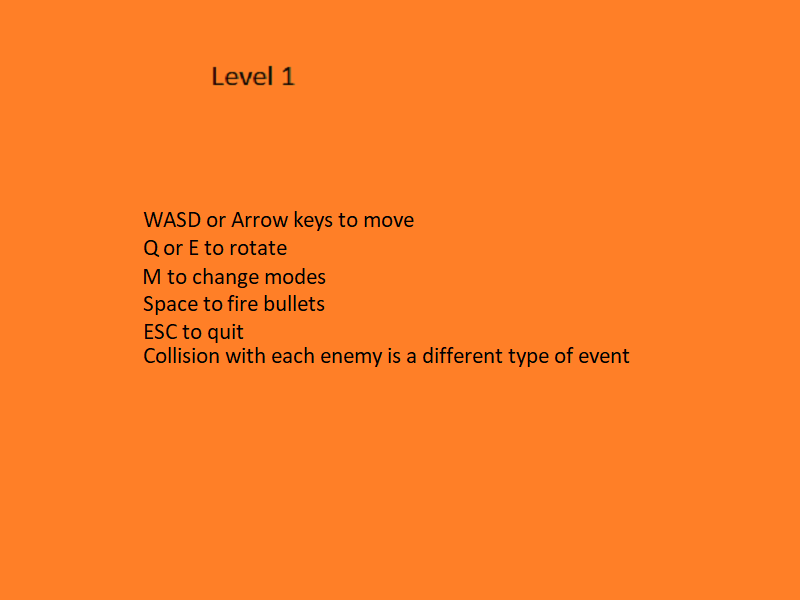 Level 1
WASD or Arrow keys to move
Q or E to rotate
M to change modes
Space to fire bullets
ESC to quit
Collision with each enemy is a different type of event